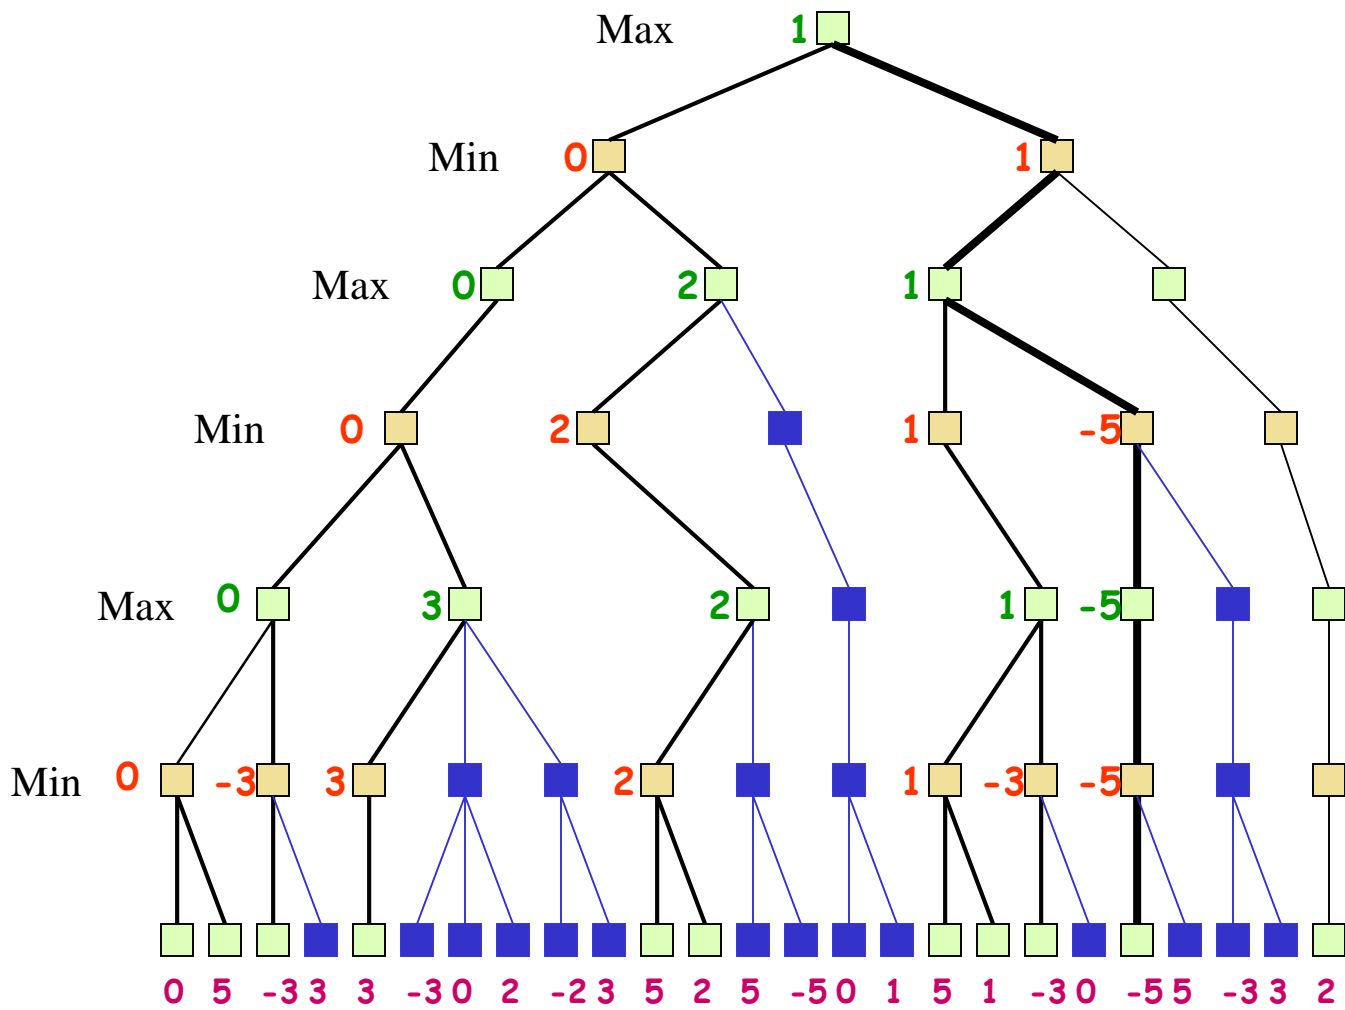 Max 1
Min 0 1
Max 0 2 1
Min 0 2 1 -5
Max 0 3 2 1 -5
Min 0 -3 3 2 1 -3 -5
0 5 -3 3 3 -3 0 2 -2 3 5 2 5 -5 0 1 5 1 -3 0 -5 5 -3 3 2